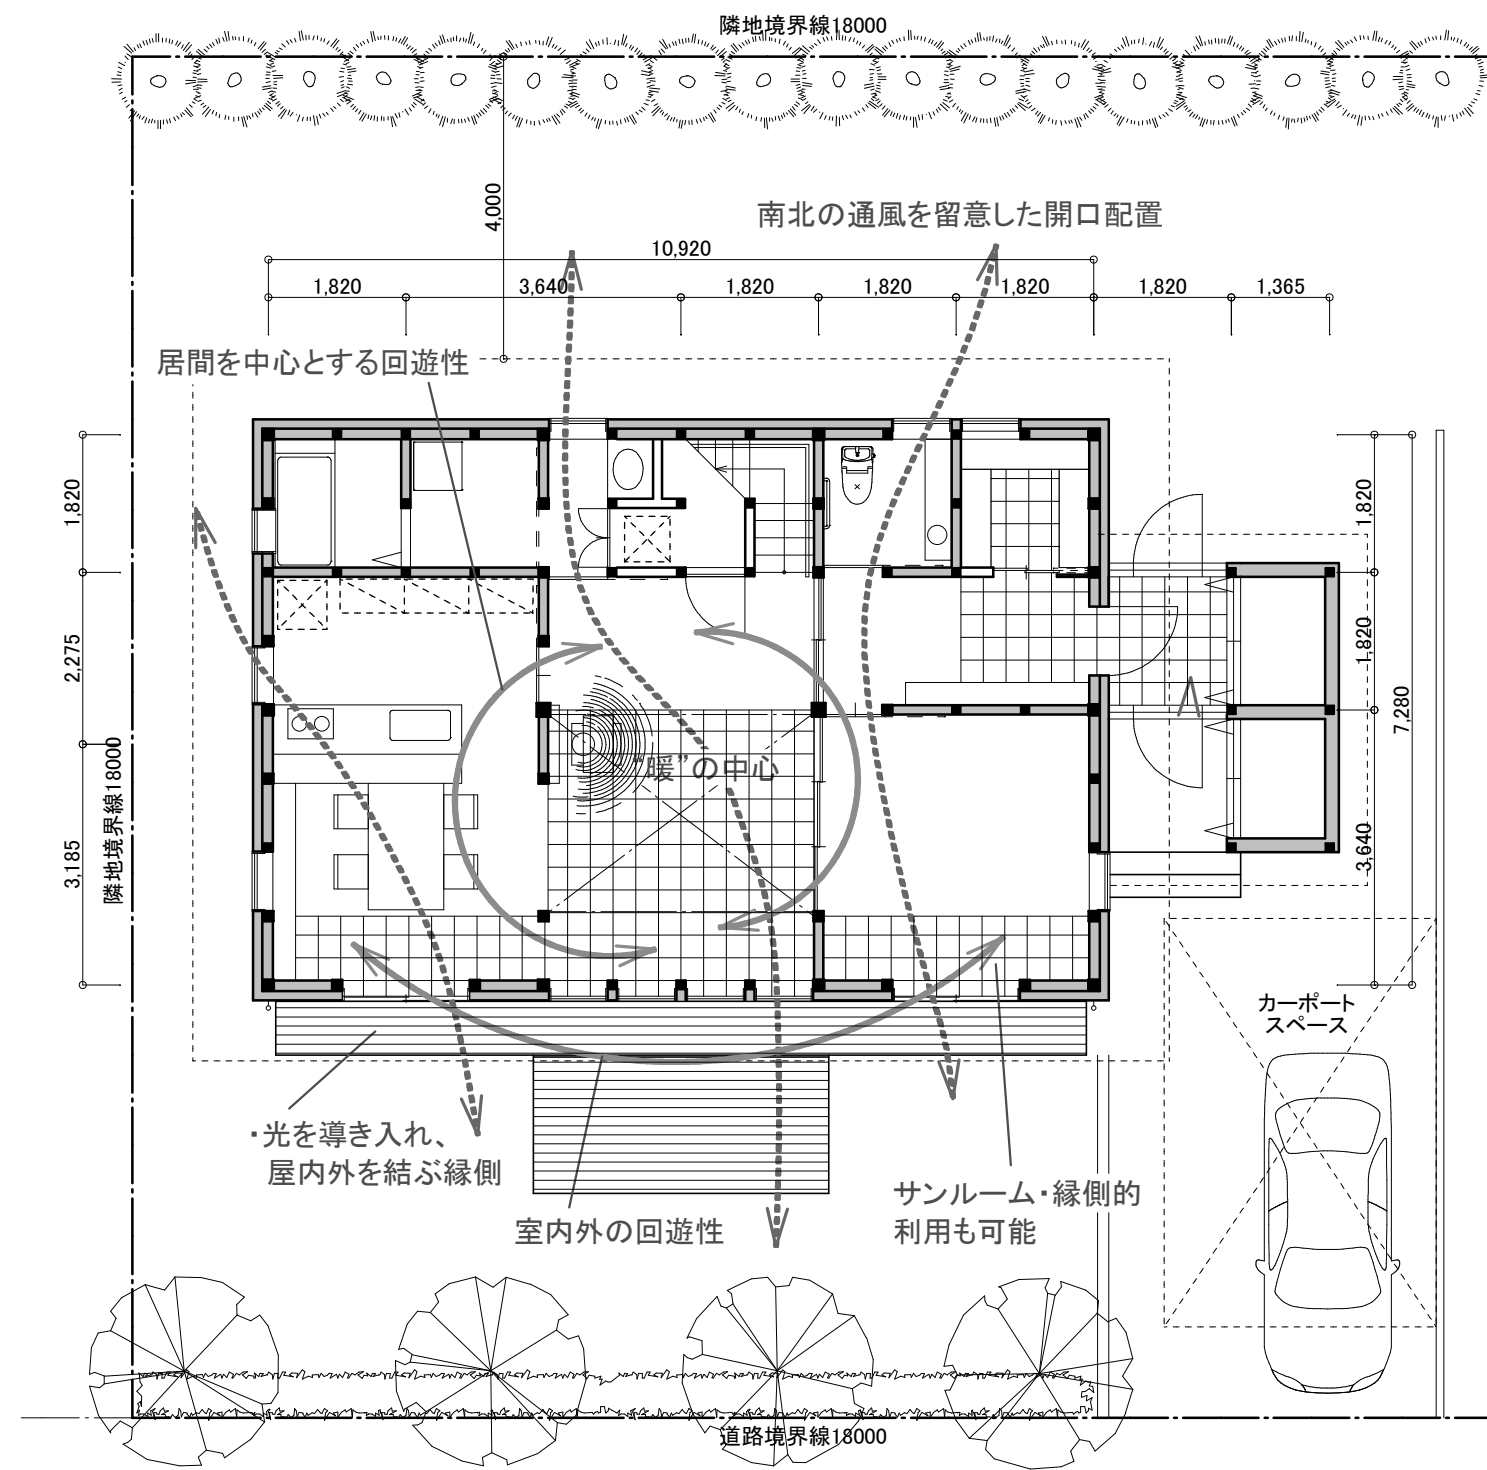 隣地境界線18000
4,000
南北の通風を留意した開口配置
10,920
1,820
3,640
1,820
1,820
1,820
1,820
1,365
居間を中心とする回遊性
1,820
2,275
3,185
隣地境界線18000
1,820
1,820
3,640
7,280
“暖”の中心
カーポート
スペース
・光を導き入れ、
屋内外を結ぶ縁側
室内外の回遊性
サンルーム・縁側的
利用も可能
道路境界線18000